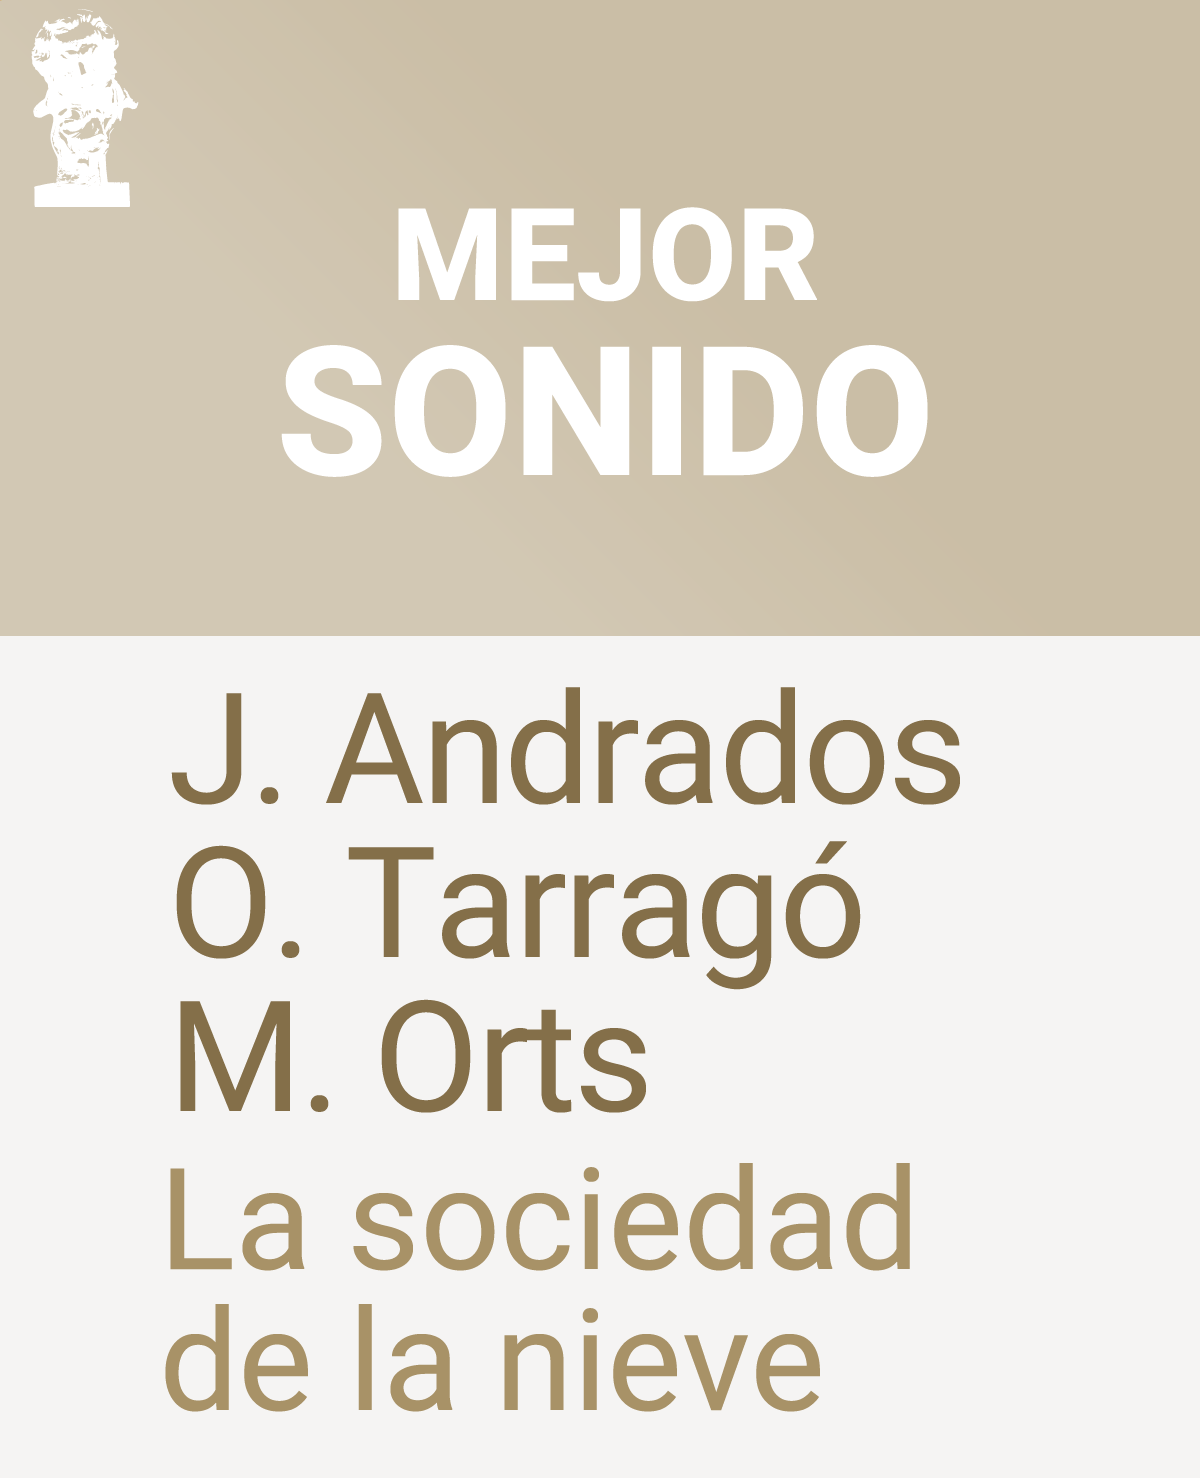 MEJOR
SONIDO
J. Andrados
O. Tarragó
M. Orts
La sociedad
de la nieve